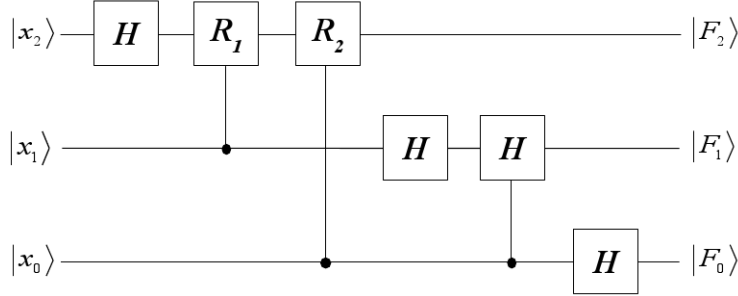 |x₂⟩ H R₁ R₂ |F₂⟩
|x₁⟩ H H |F₁⟩
|x₀⟩ H |F₀⟩